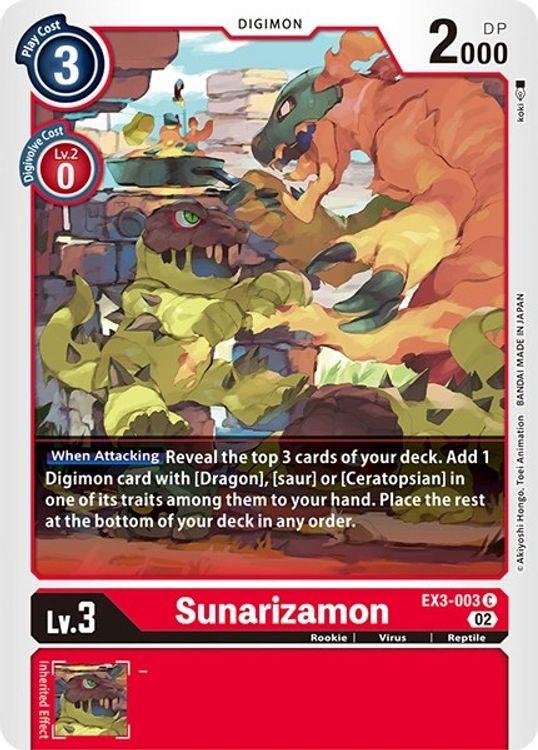 Play Cost
3
DIGIMON
DP
2000
Digivolve Cost
Lv.2
0
koki
When Attacking Reveal the top 3 cards of your deck. Add 1
Digimon card with [Dragon], [saur] or [Ceratopsian] in
one of its traits among them to your hand. Place the rest
at the bottom of your deck in any order.
©Akiyoshi Hongo, Toei Animation BANDAI MADE IN JAPAN
Lv.3
Sunarizamon
EX3-003 C
02
Rookie | Virus | Reptile
Inherited Effect
–